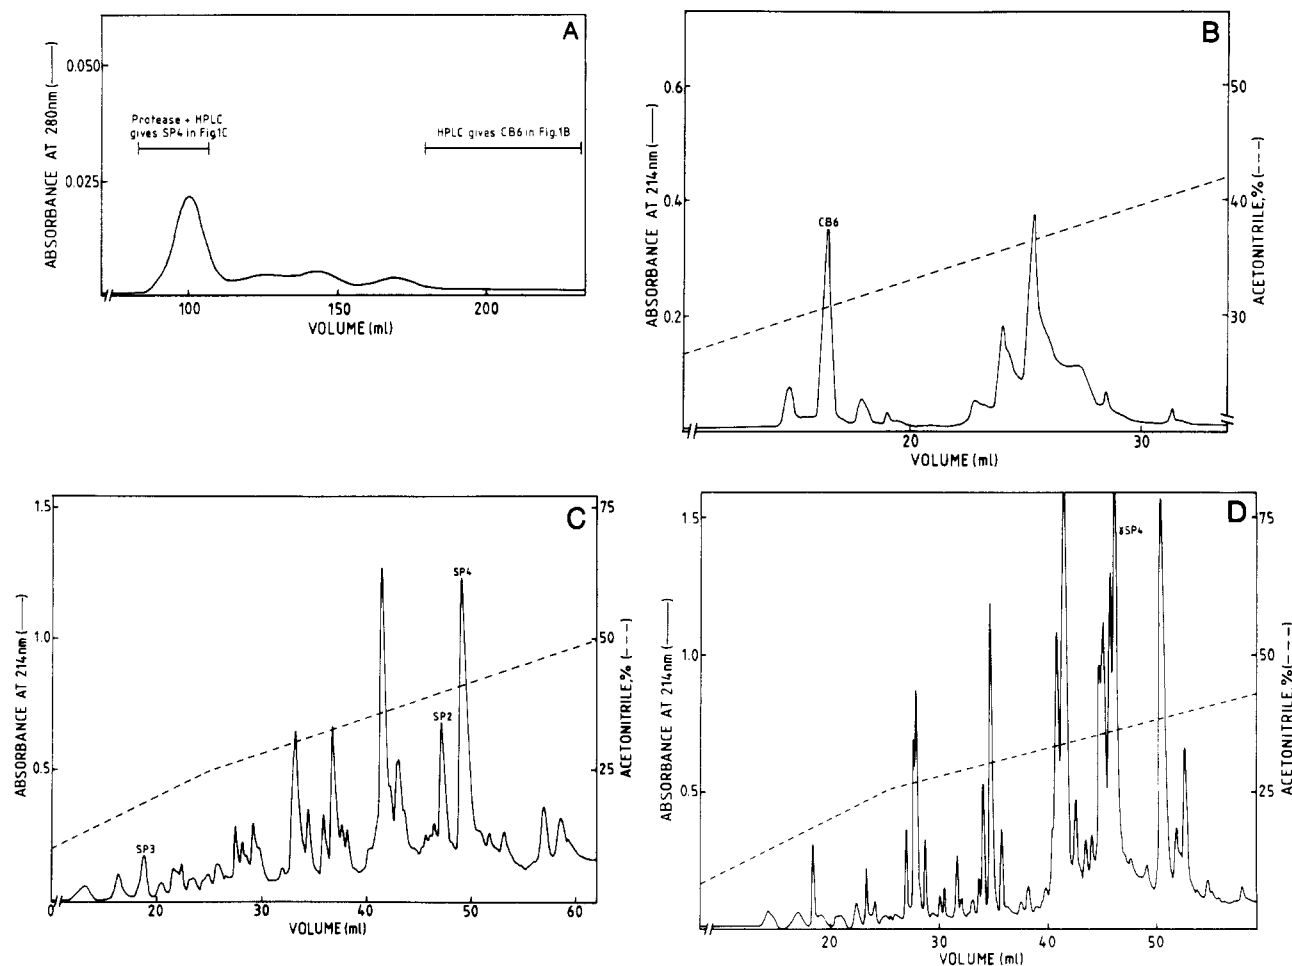 A
ABSORBANCE AT 280nm (——)
0.050
0.025
Protease + HPLC
gives SP4 in Fig.1C
HPLC gives CB6 in Fig.1B
100
150
200
VOLUME (ml)
B
ABSORBANCE AT 214nm (——)
0.6
0.4
0.2
CB6
50
40
30
ACETONITRILE,% (---)
20
30
VOLUME (ml)
C
ABSORBANCE AT 214nm (——)
1.5
1.0
0.5
SP3
SP2
SP4
75
50
25
ACETONITRILE,% (---)
0
20
30
40
50
60
VOLUME (ml)
D
ABSORBANCE AT 214nm (——)
1.5
1.0
0.5
γSP4
75
50
25
ACETONITRILE,% (---)
20
30
40
50
VOLUME (ml)